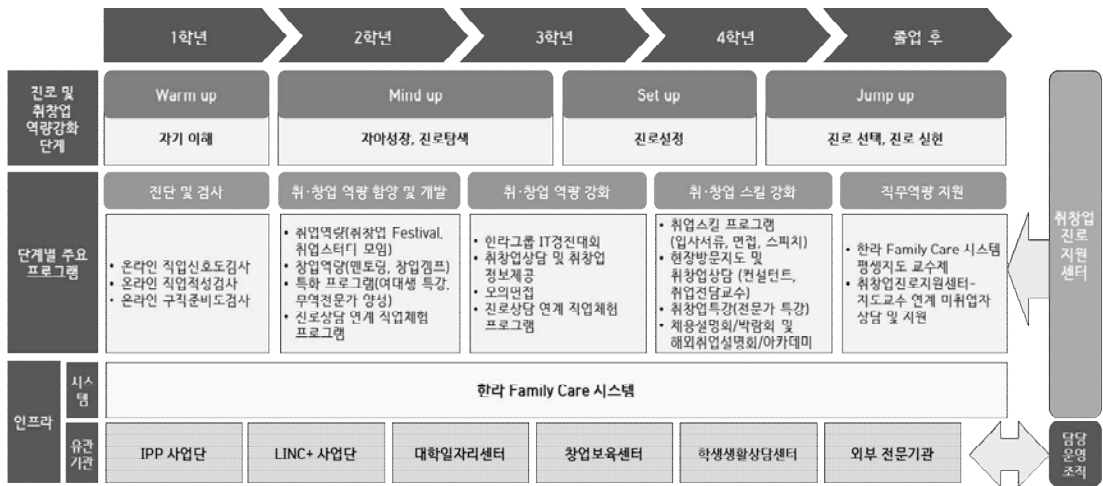 1학년
2학년
3학년
4학년
졸업 후
진로 및
취창업
역량강화
단계
Warm up
Mind up
Set up
Jump up
자기 이해
자아성장, 진로탐색
진로설정
진로 선택, 진로 실현
단계별 주요
프로그램
진단 및 검사
• 온라인 직업선호도검사
• 온라인 직업적성검사
• 온라인 구직준비도검사
취·창업 역량 함양 및 개발
• 취업역량(취창업 Festival,
취업스터디 모임)
• 창업역량(멘토링, 창업캠프)
• 특화 프로그램(여대생 특강,
무역전문가 양성)
• 진로상담 연계 직업체험
프로그램
취·창업 역량 강화
• 한라그룹 IT경진대회
• 취창업상담 및 취창업
정보제공
• 모의면접
• 진로상담 연계 직업체험
프로그램
취·창업 스킬 강화
• 취업스킬 프로그램
(입사서류, 면접, 스피치)
• 현장방문지도 및
취창업상담 (컨설턴트,
취업전담교수)
• 취창업특강(전문가 특강)
• 채용설명회/박람회 및
해외취업설명회/아카데미
직무역량 지원
• 한라 Family Care 시스템
평생지도 교수제
• 취창업진로지원센터-
지도교수 연계 미취업자
상담 및 지원
취창업
진로
지원
센터
인프라
시스
템
한라 Family Care 시스템
유관
기관
IPP 사업단
LINC+ 사업단
대학일자리센터
창업보육센터
학생생활상담센터
외부 전문기관
담당
운영
조직